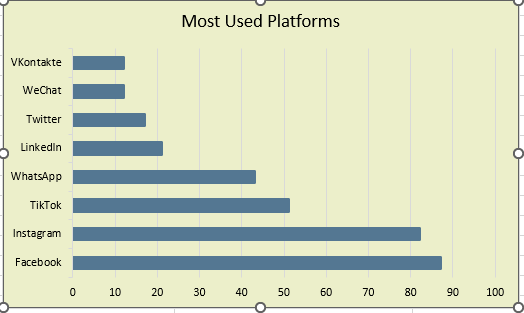 Most Used Platforms
VKontakte
WeChat
Twitter
LinkedIn
WhatsApp
TikTok
Instagram
Facebook
0 10 20 30 40 50 60 70 80 90 100